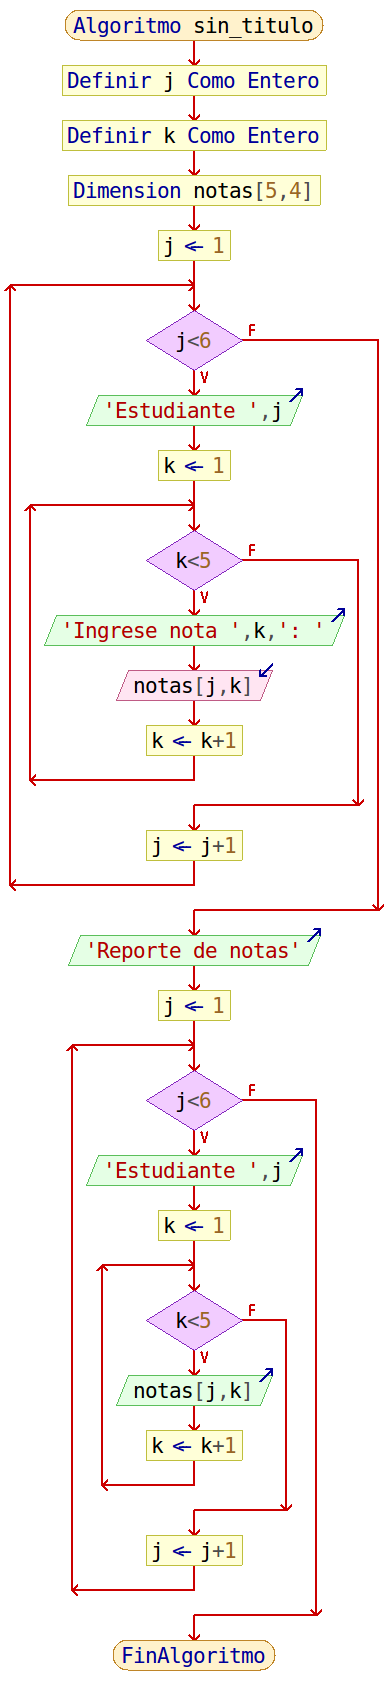 Algoritmo sin_titulo
Definir j Como Entero
Definir k Como Entero
Dimension notas[5,4]
j <- 1
j<6
F
V
'Estudiante ',j
k <- 1
k<5
F
V
'Ingrese nota ',k,': '
notas[j,k]
k <- k+1
j <- j+1
'Reporte de notas'
j <- 1
j<6
F
V
'Estudiante ',j
k <- 1
k<5
F
V
notas[j,k]
k <- k+1
j <- j+1
FinAlgoritmo